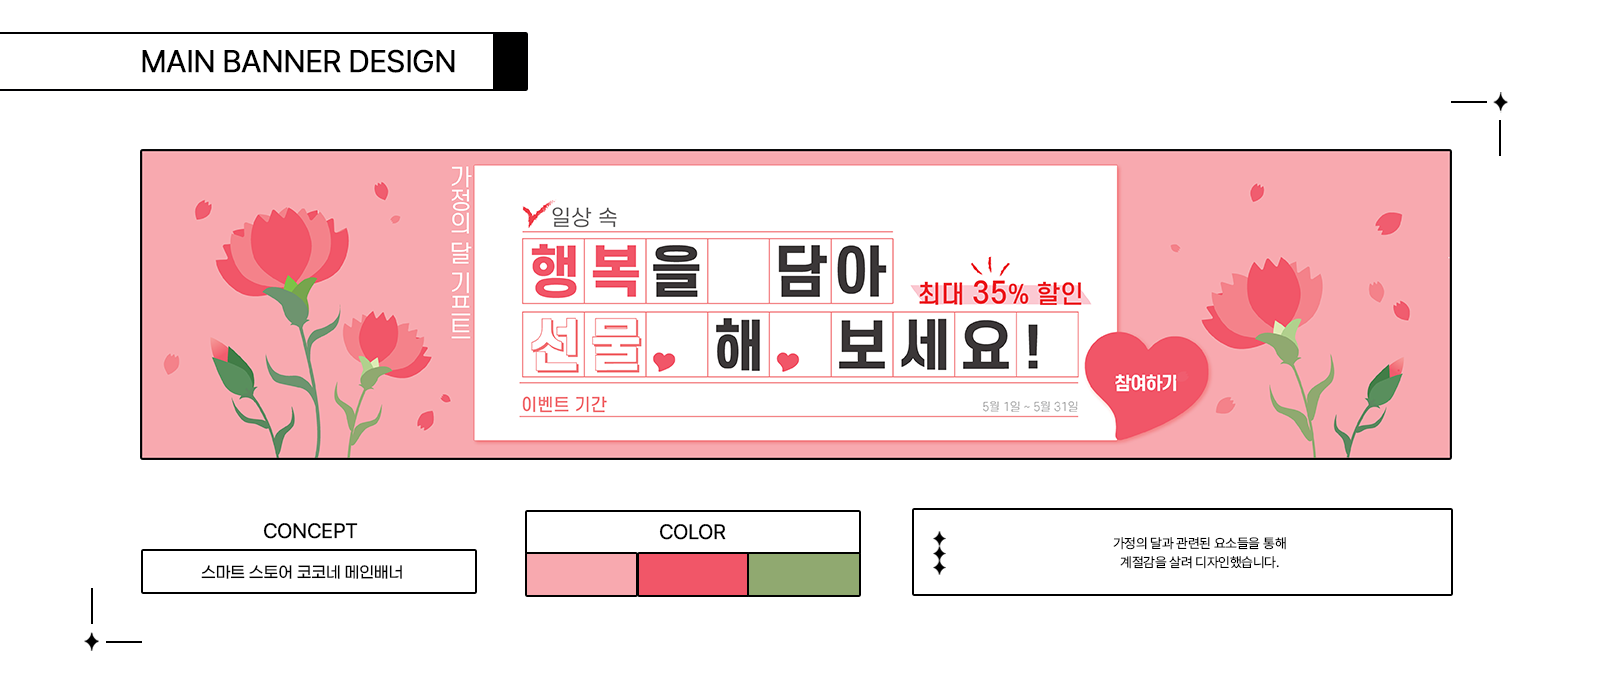 MAIN BANNER DESIGN
가정의 달 기프트
일상 속
행복을 담아
최대 35% 할인
선물 해 보세요!
참여하기
이벤트 기간
5월 1일 ~ 5월 31일
CONCEPT
스마트 스토어 코코네 메인배너
COLOR
가정의 달과 관련된 요소들을 통해
계절감을 살려 디자인했습니다.